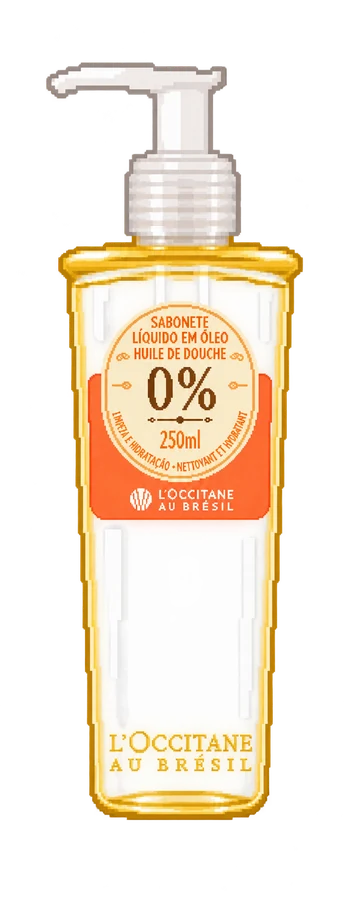 SABONETE
LÍQUIDO EM ÓLEO
HUILE DE DOUCHE
0%
250ml
LIMPEZA E HIDRATAÇÃO • NETTOYANT ET HYDRATANT
L'OCCITANE
AU BRÉSIL
L'OCCITANE
AU BRÉSIL